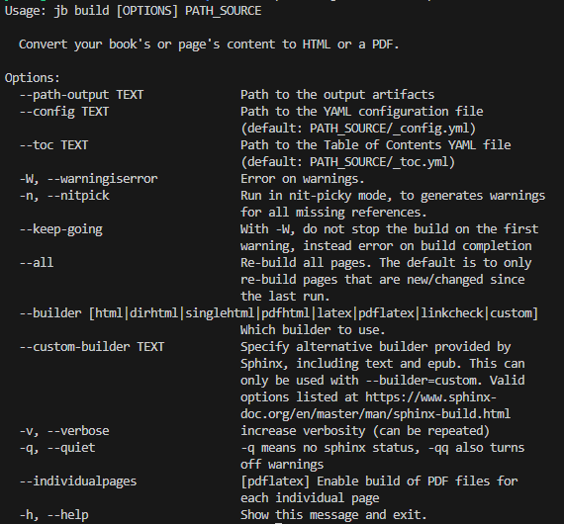 Usage: jb build [OPTIONS] PATH_SOURCE
Convert your book's or page's content to HTML or a PDF.
Options:
--path-output TEXT Path to the output artifacts
--config TEXT Path to the YAML configuration file
(default: PATH_SOURCE/_config.yml)
--toc TEXT Path to the Table of Contents YAML file
(default: PATH_SOURCE/_toc.yml)
-W, --warningiserror Error on warnings.
-n, --nitpick Run in nit-picky mode, to generates warnings
for all missing references.
--keep-going With -W, do not stop the build on the first
warning, instead error on build completion
--all Re-build all pages. The default is to only
re-build pages that are new/changed since
the last run.
--builder [html|dirhtml|singlehtml|pdfhtml|latex|pdflatex|linkcheck|custom]
Which builder to use.
--custom-builder TEXT Specify alternative builder provided by
Sphinx, including text and epub. This can
only be used with --builder=custom. Valid
options listed at https://www.sphinx-
doc.org/en/master/man/sphinx-build.html
-v, --verbose increase verbosity (can be repeated)
-q, --quiet -q means no sphinx status, -qq also turns
off warnings
--individualpages [pdflatex] Enable build of PDF files for
each individual page
-h, --help Show this message and exit.